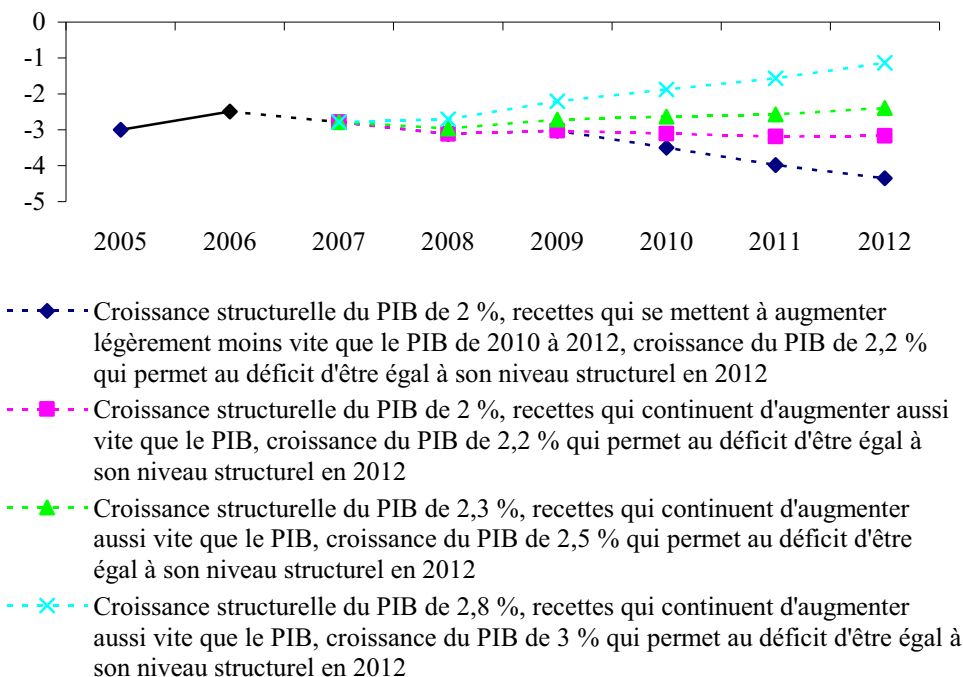 0
-1
-2
-3
-4
-5
2005 2006 2007 2008 2009 2010 2011 2012
Croissance structurelle du PIB de 2 %, recettes qui se mettent à augmenter
légèrement moins vite que le PIB de 2010 à 2012, croissance du PIB de 2,2 %
qui permet au déficit d'être égal à son niveau structurel en 2012
Croissance structurelle du PIB de 2 %, recettes qui continuent d'augmenter aussi
vite que le PIB, croissance du PIB de 2,2 % qui permet au déficit d'être égal à
son niveau structurel en 2012
Croissance structurelle du PIB de 2,3 %, recettes qui continuent d'augmenter
aussi vite que le PIB, croissance du PIB de 2,5 % qui permet au déficit d'être
égal à son niveau structurel en 2012
Croissance structurelle du PIB de 2,8 %, recettes qui continuent d'augmenter
aussi vite que le PIB, croissance du PIB de 3 % qui permet au déficit d'être égal à
son niveau structurel en 2012